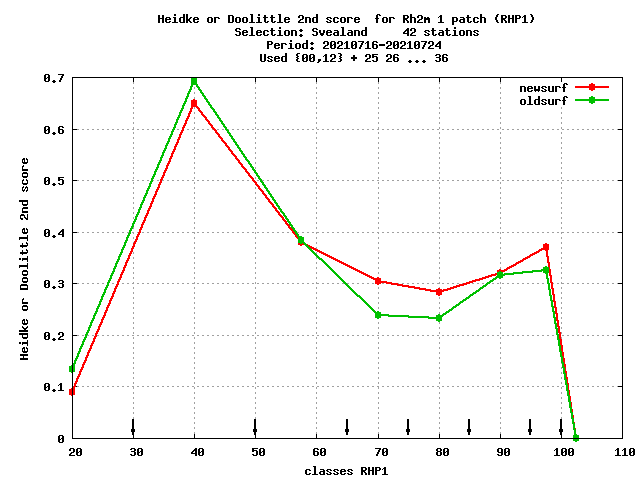 Heidke or Doolittle 2nd score  for Rh2m 1 patch (RHP1)
Selection: Svealand     42 stations
Period: 20210716-20210724
Used {00,12} + 25 26 ... 36
newsurf
oldsurf
Heidke or Doolittle 2nd score
0.7
0.6
0.5
0.4
0.3
0.2
0.1
0
20 30 40 50 60 70 80 90 100 110
classes RHP1